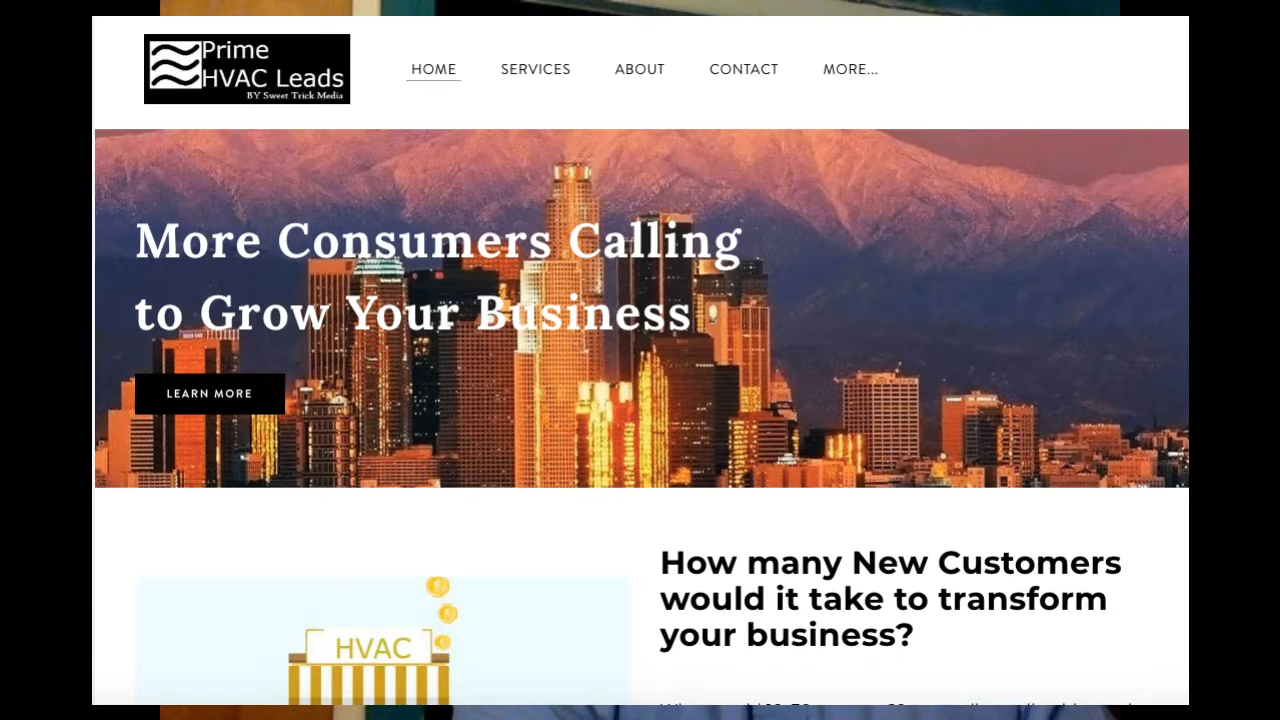 Prime
HVAC Leads
BY Sweet Trick Media
HOME
SERVICES
ABOUT
CONTACT
MORE...
More Consumers Calling
to Grow Your Business
LEARN MORE
HVAC
How many New Customers
would it take to transform
your business?